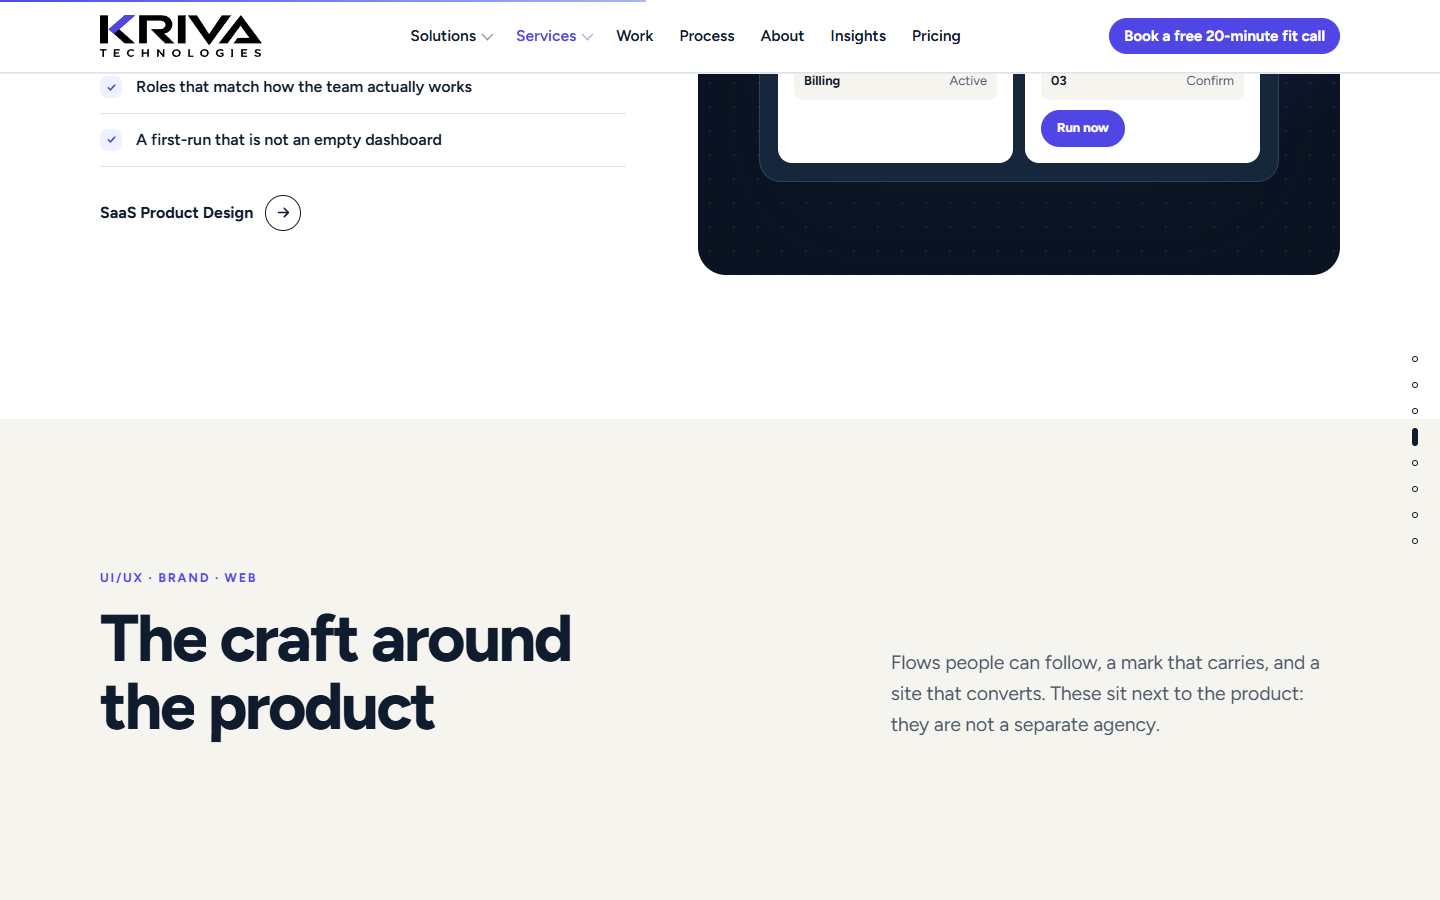 KRIVA
TECHNOLOGIES
Solutions
Services
Work
Process
About
Insights
Pricing
Book a free 20-minute fit call
Roles that match how the team actually works
A first-run that is not an empty dashboard
SaaS Product Design
Billing
Active
03
Confirm
Run now
UI/UX · BRAND · WEB
The craft around
the product
Flows people can follow, a mark that carries, and a
site that converts. These sit next to the product:
they are not a separate agency.